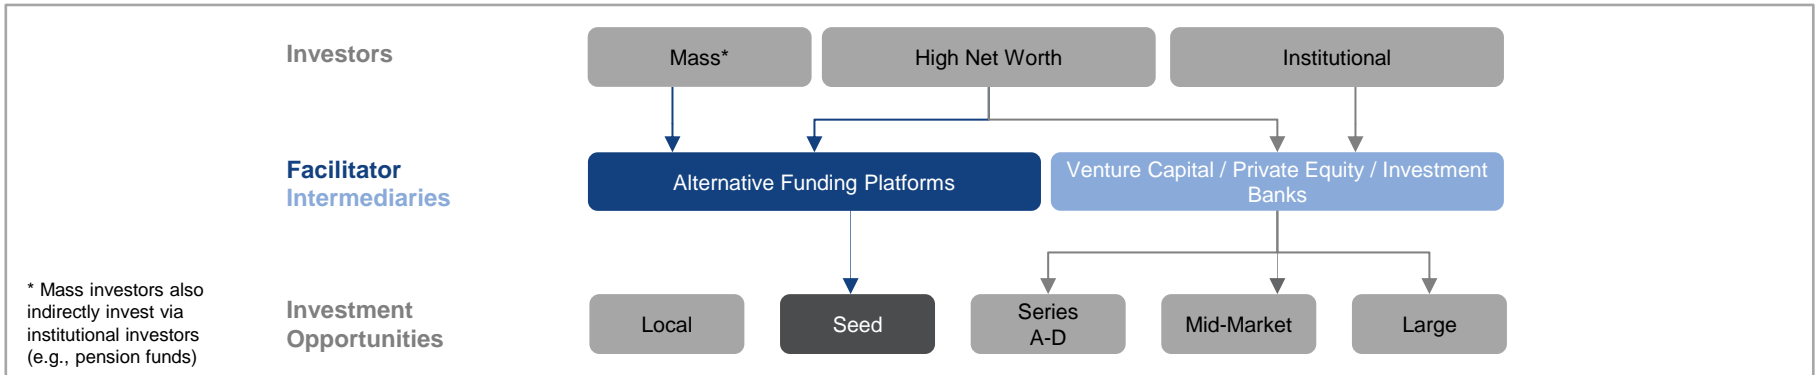 Investors
Mass*
High Net Worth
Institutional
Facilitator
Intermediaries
Alternative Funding Platforms
Venture Capital / Private Equity / Investment
Banks
* Mass investors also
indirectly invest via
institutional investors
(e.g., pension funds)
Investment
Opportunities
Local
Seed
Series
A-D
Mid-Market
Large